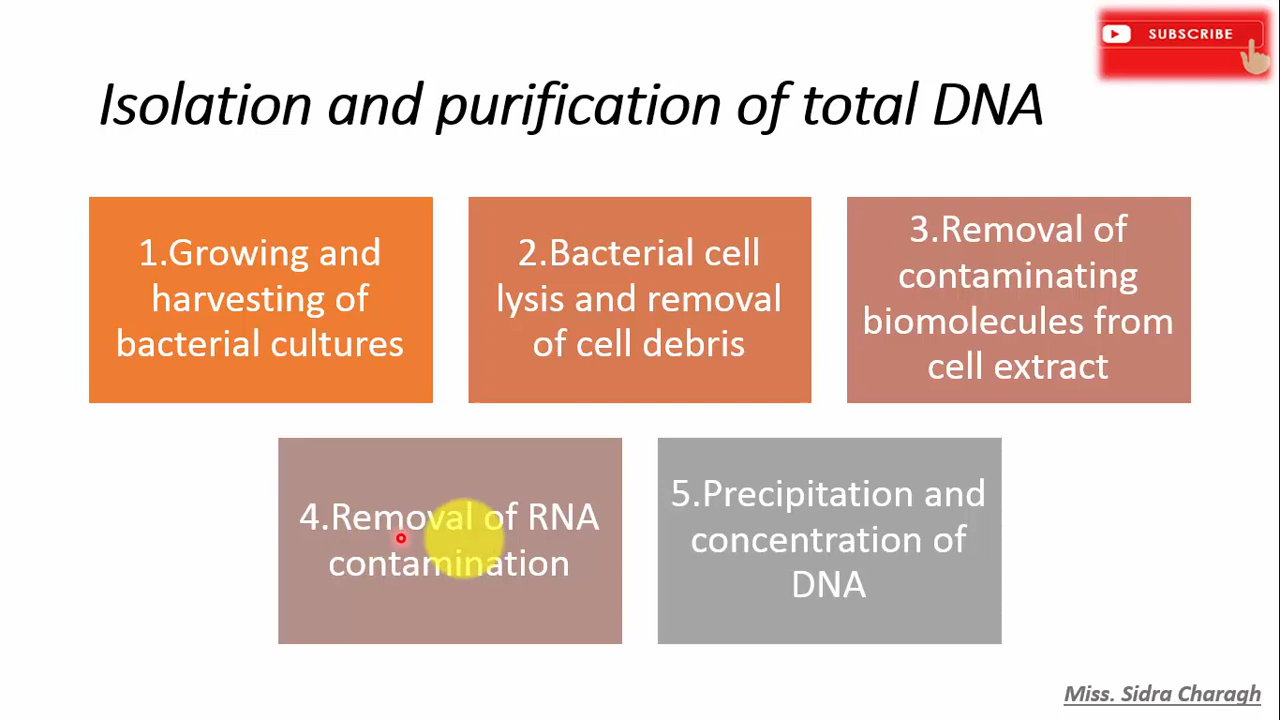 SUBSCRIBE
Isolation and purification of total DNA
1.Growing and
harvesting of
bacterial cultures
2.Bacterial cell
lysis and removal
of cell debris
3.Removal of
contaminating
biomolecules from
cell extract
4.Removal of RNA
contamination
5.Precipitation and
concentration of
DNA
Miss. Sidra Charagh